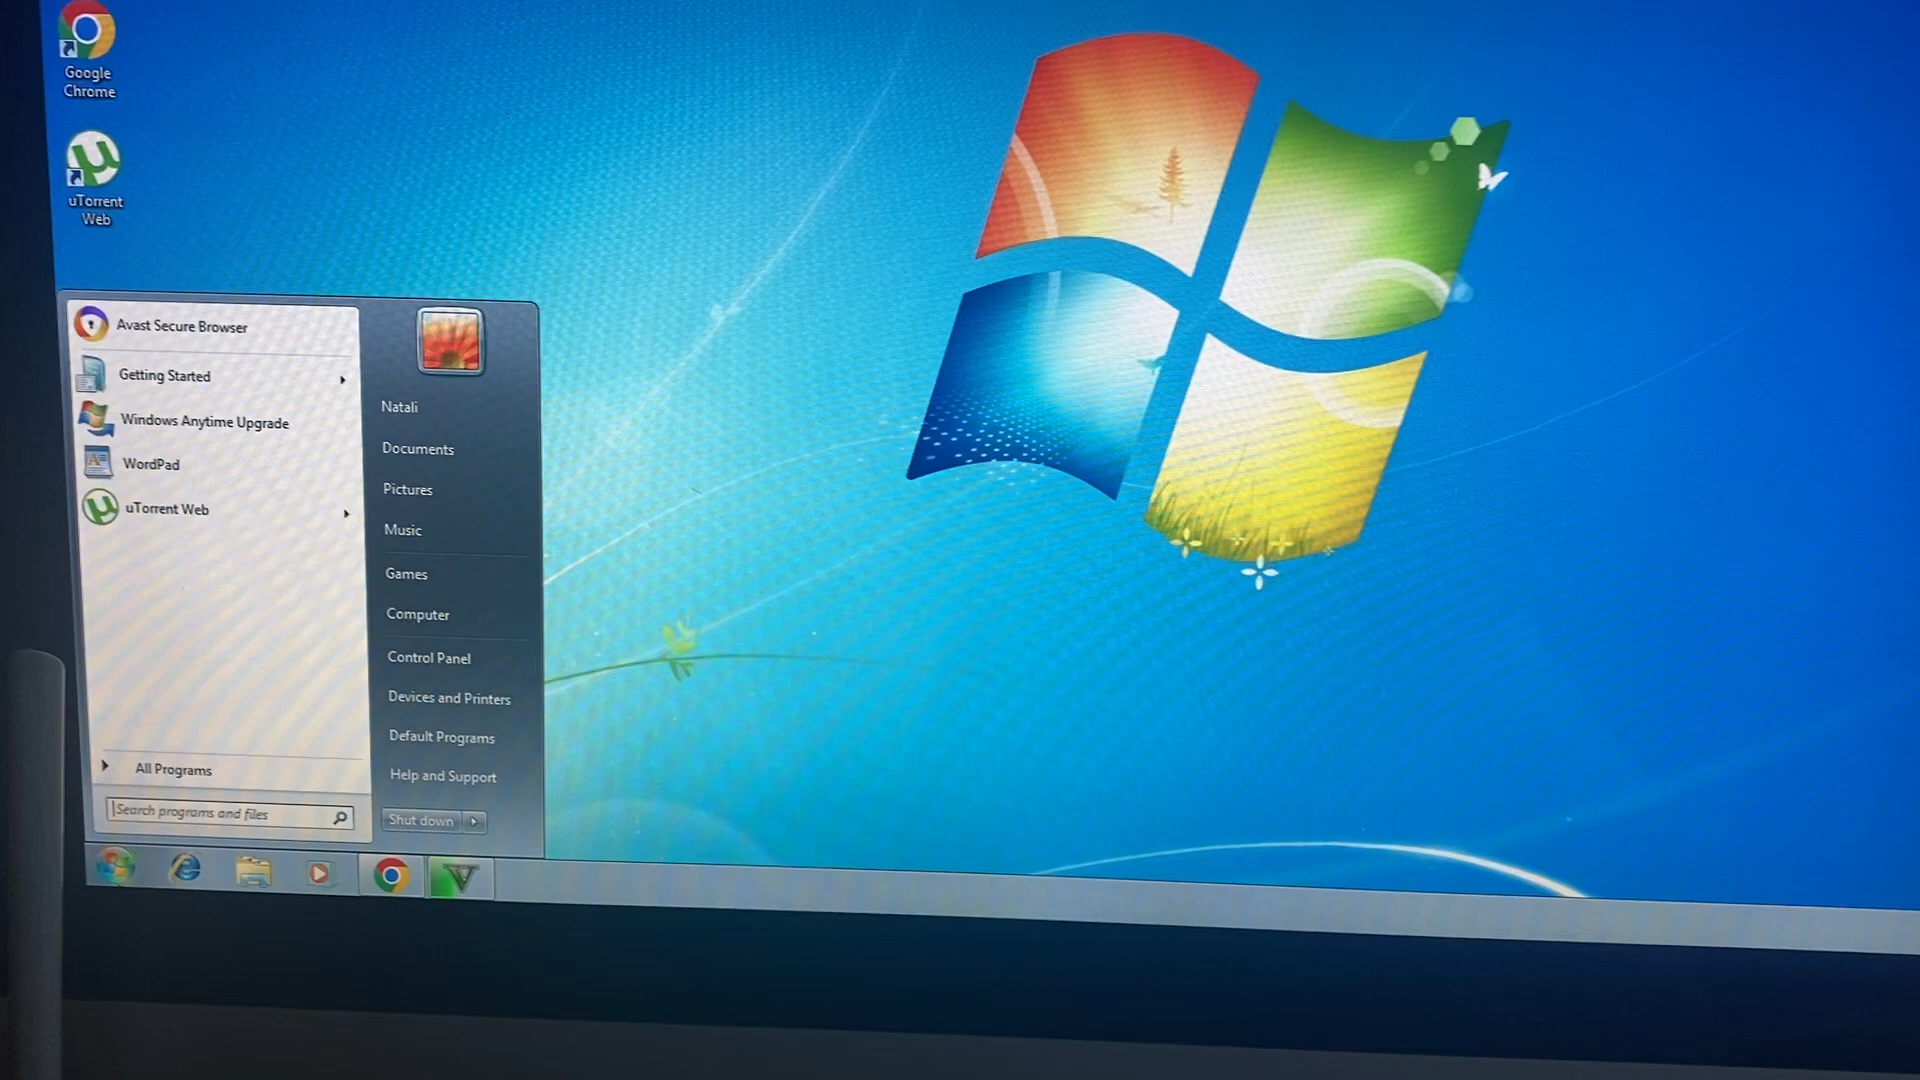 Google
Chrome
uTorrent
Web
Avast Secure Browser
Getting Started
Windows Anytime Upgrade
WordPad
uTorrent Web
All Programs
Search programs and files
Natali
Documents
Pictures
Music
Games
Computer
Control Panel
Devices and Printers
Default Programs
Help and Support
Shut down